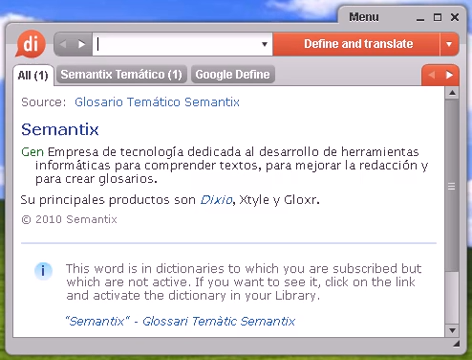 Menu
di
Define and translate
All (1) Semantix Temático (1) Google Define
Source: Glosario Temático Semantix
Semantix
Gen Empresa de tecnología dedicada al desarrollo de herramientas
informáticas para comprender textos, para mejorar la redacción y
para crear glosarios.
Su principales productos son Dixio, Xtyle y Gloxr.
© 2010 Semantix
i
This word is in dictionaries to which you are subscribed but
which are not active. If you want to see it, click on the link
and activate the dictionary in your Library.
"Semantix" - Glossari Temàtic Semantix